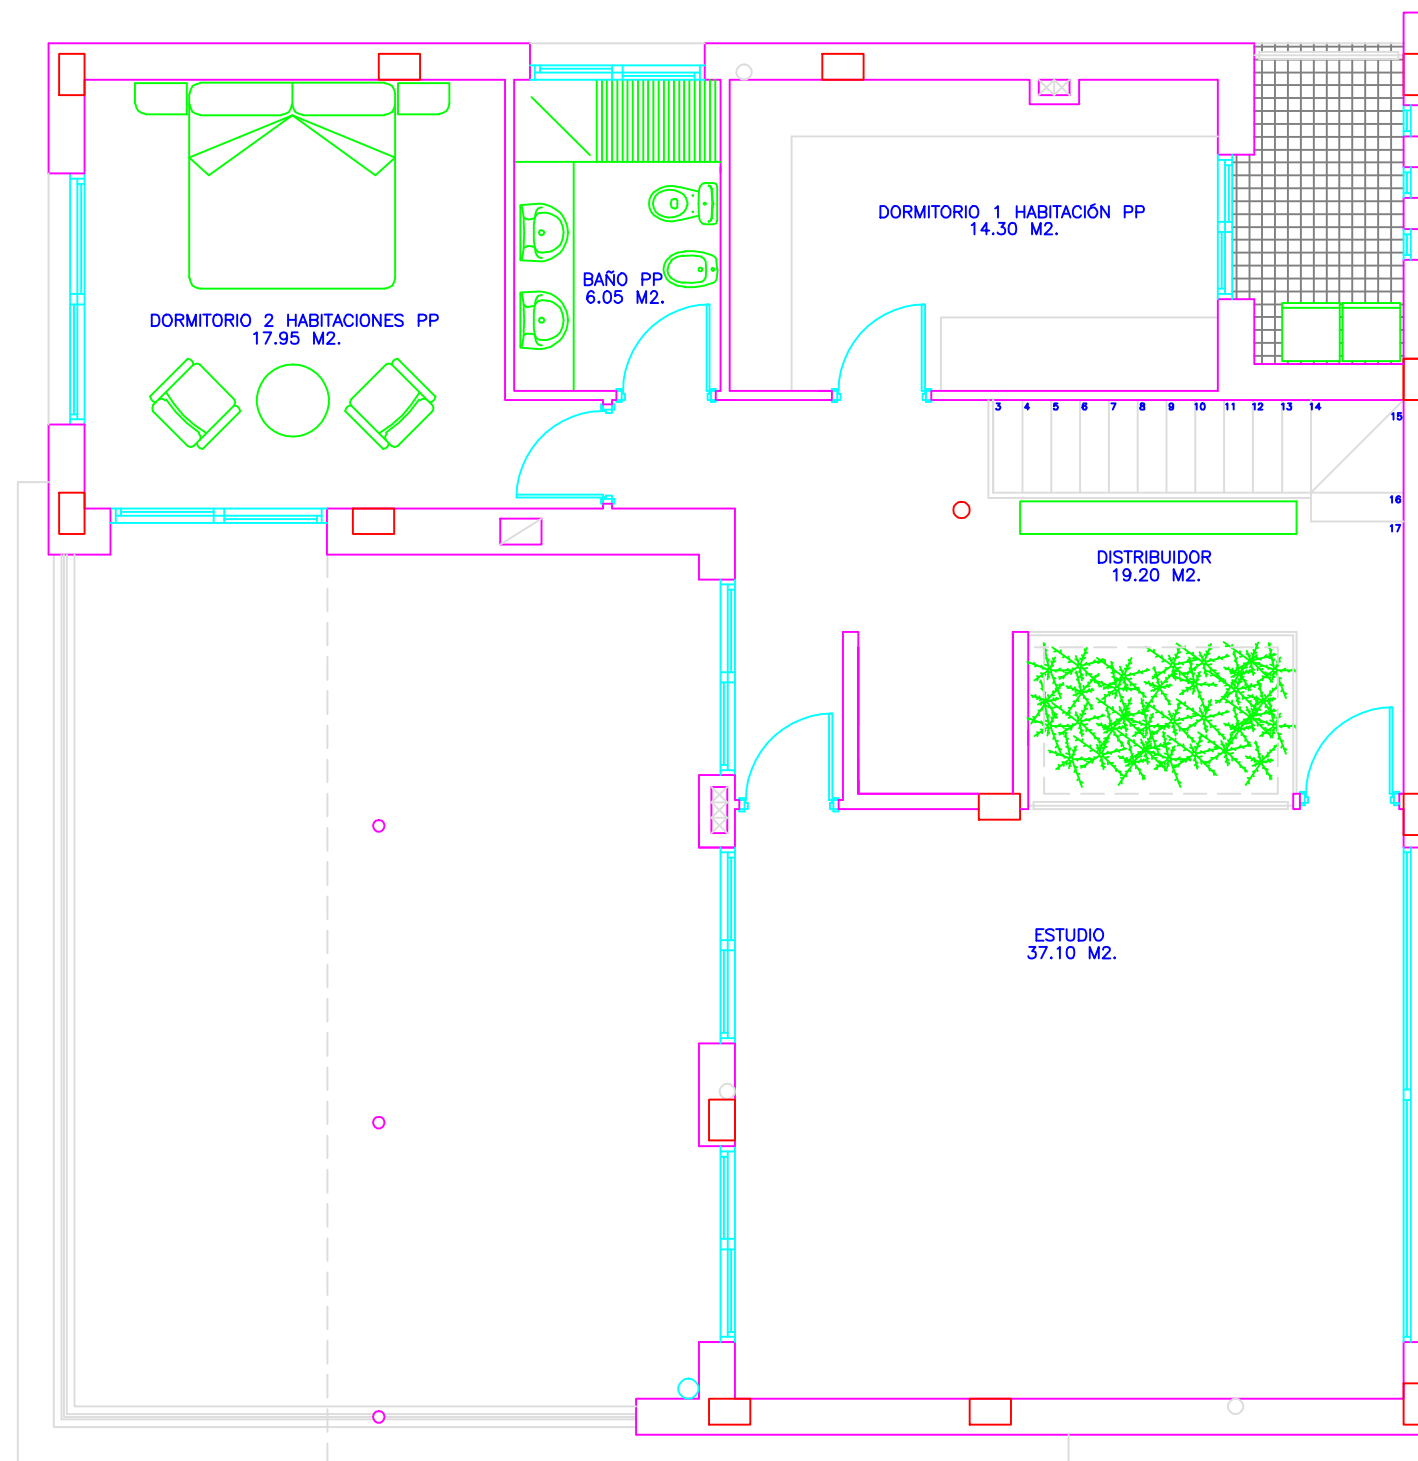 DORMITORIO 1 HABITACIÓN PP
14.30 M2.
BAÑO PP
6.05 M2.
DORMITORIO 2 HABITACIONES PP
17.95 M2.
3 4 5 6 7 8 9 10 11 12 13 14
15
16
17
DISTRIBUIDOR
19.20 M2.
ESTUDIO
37.10 M2.